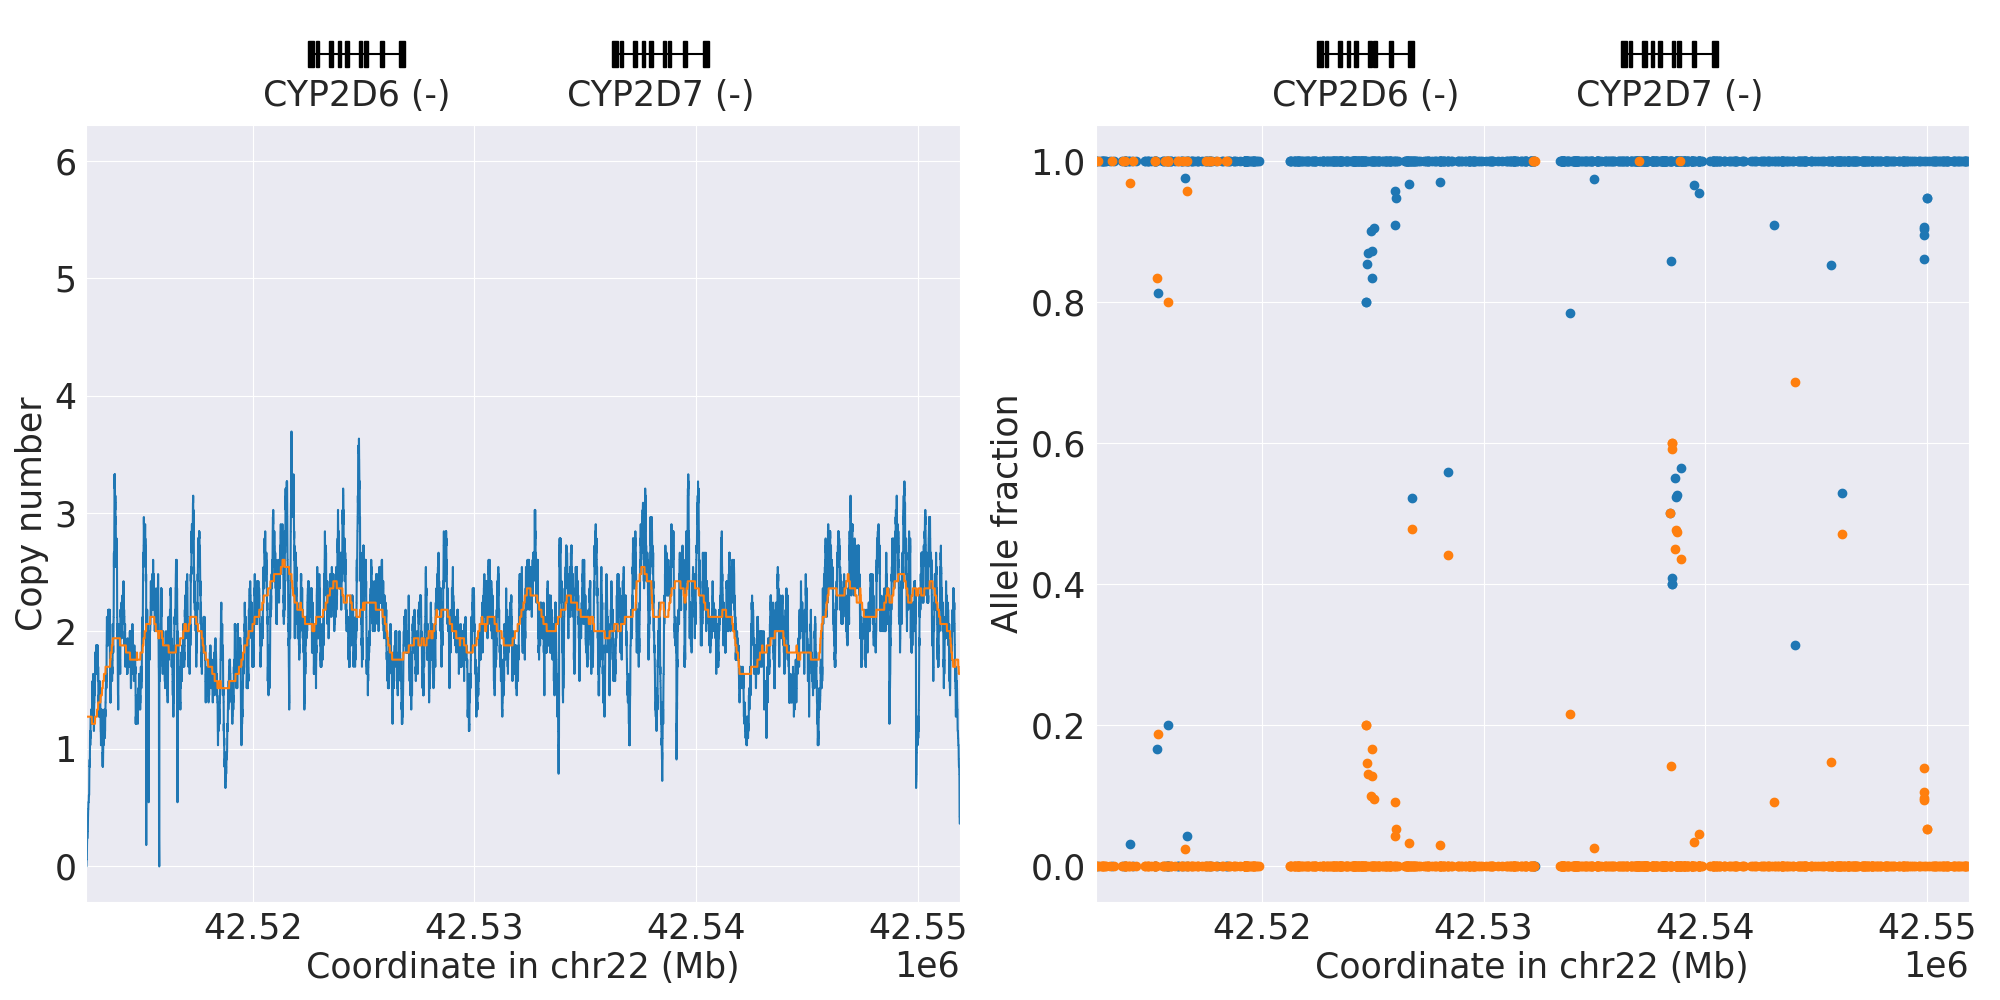 CYP2D6 (-) CYP2D7 (-)
6
5
4
3
2
1
0
Copy number
42.52 42.53 42.54 42.55
Coordinate in chr22 (Mb)
1e6
CYP2D6 (-) CYP2D7 (-)
1.0
0.8
0.6
0.4
0.2
0.0
Allele fraction
42.52 42.53 42.54 42.55
Coordinate in chr22 (Mb)
1e6